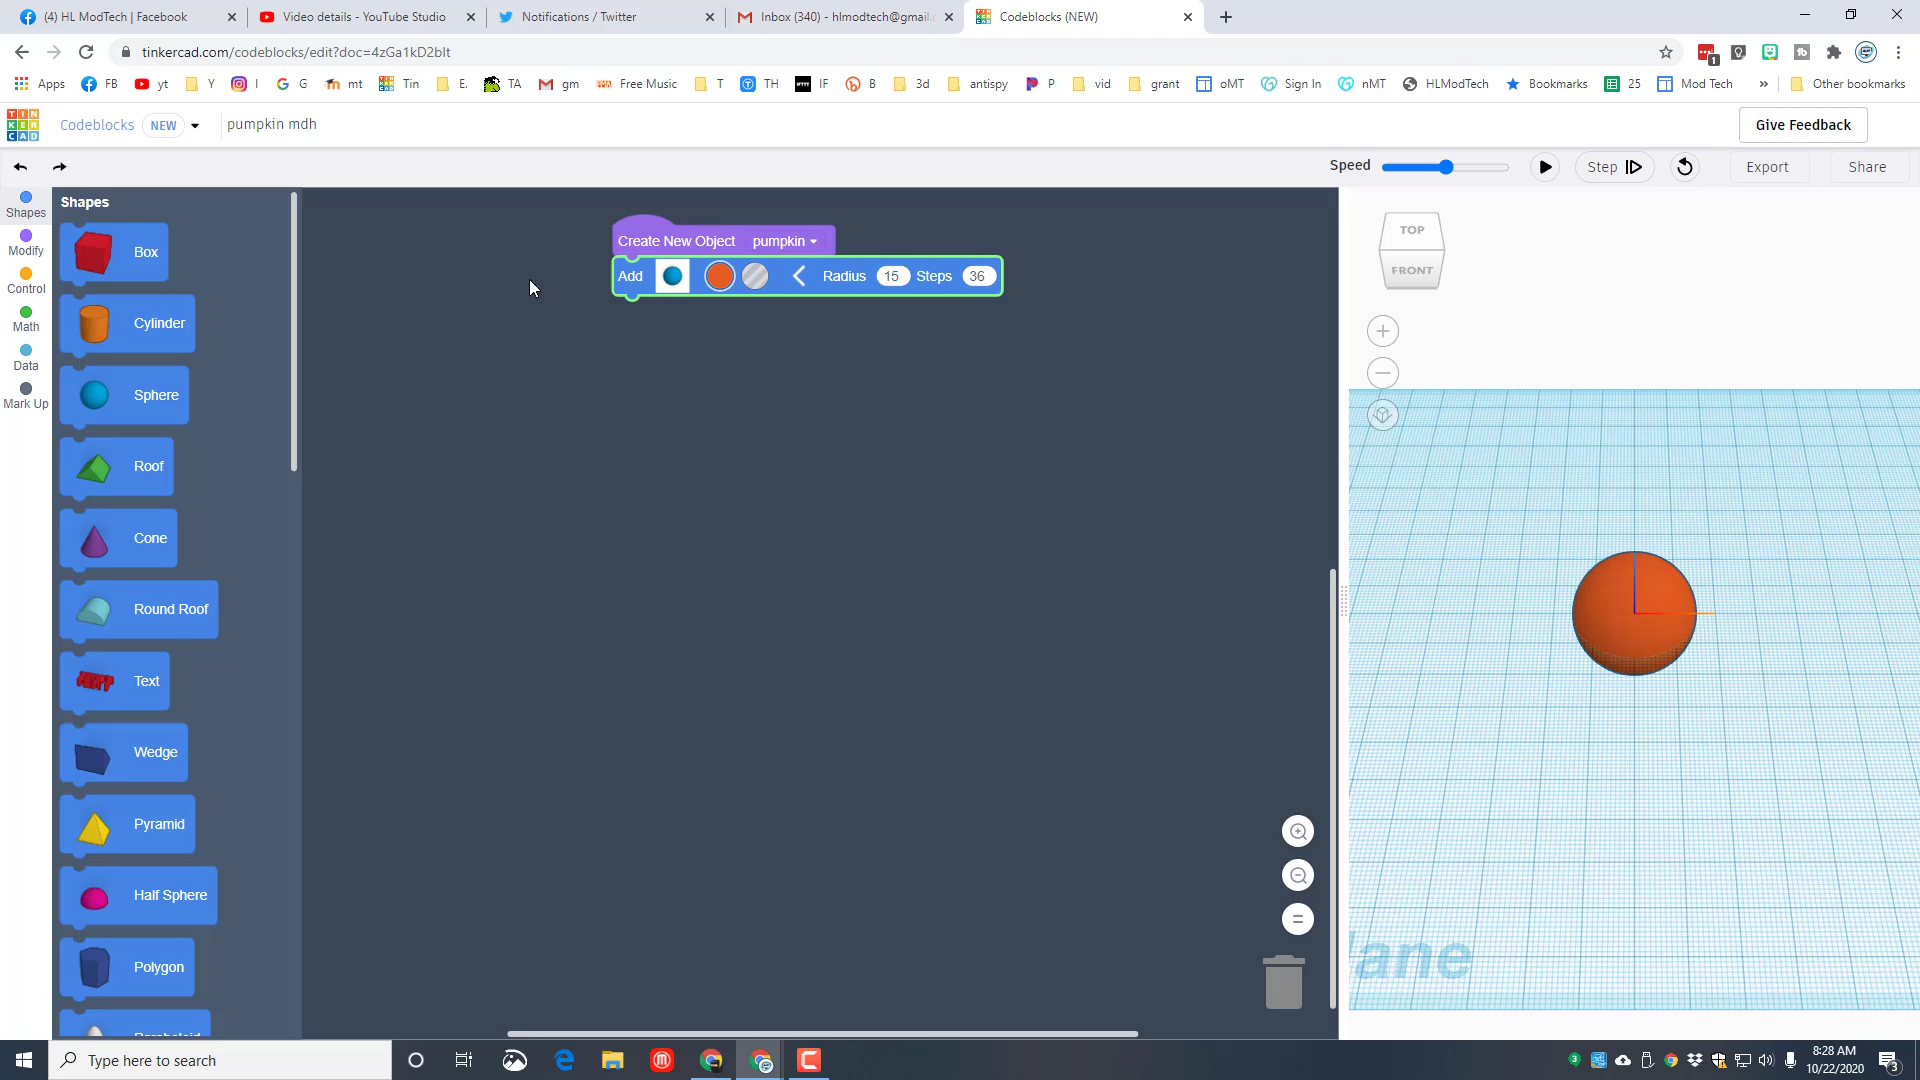 (4) HL ModTech | Facebook
Video details - YouTube Studio
Notifications / Twitter
Inbox (340) - hlmodtech@gmail.c
Codeblocks (NEW)
tinkercad.com/codeblocks/edit?doc=4zGa1kD2bIt
Apps FB yt Y I G mt Tin E. TA gm Free Music T TH IF B 3d antispy P vid grant oMT Sign In nMT HLModTech Bookmarks 25 Mod Tech » Other bookmarks
TIN KER CAD
Codeblocks NEW pumpkin mdh
Give Feedback
Speed Step Export Share
Shapes
Modify
Control
Math
Data
Mark Up
Shapes
Box
Cylinder
Sphere
Roof
Cone
Round Roof
Text
Wedge
Pyramid
Half Sphere
Polygon
Create New Object pumpkin
Add Radius 15 Steps 36
TOP
FRONT
lane
Type here to search
8:28 AM
10/22/2020
3